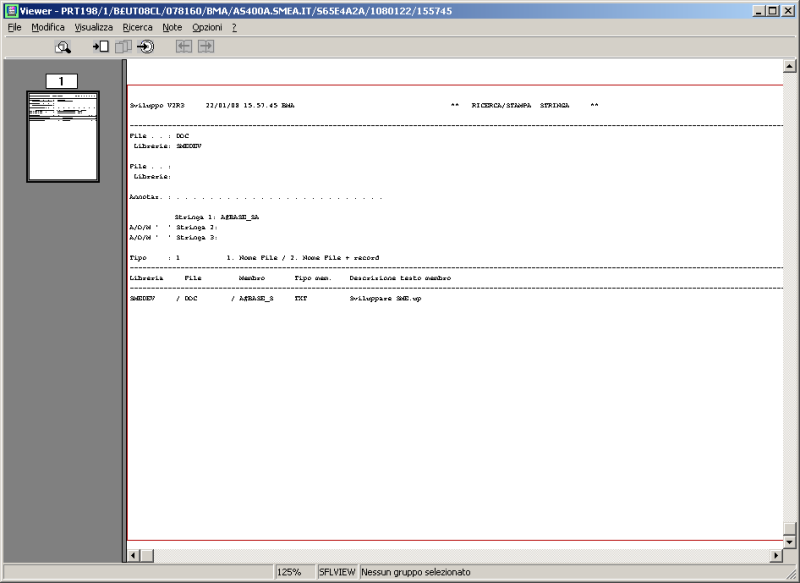 Viewer - PRT198/1/B£UT08CL/078160/BMA/AS400A.SMEA.IT/S65E4A2A/1080122/155745
File Modifica Visualizza Ricerca Note Opzioni ?
1
Sviluppo V2R3 22/01/08 15.57.45 BMA ** RICERCA/STAMPA STRINGA **
File . . : DOC
Libreria: SMEDEV
File . . :
Libreria:
Annotaz. : . . . . . . . . . . . . . . . . . . . . . . . . .
Stringa 1: A£BASE_SA
A/O/W ' ' Stringa 2:
A/O/W ' ' Stringa 3:
Tipo : 1 1. Nome File / 2. Nome File + record
Libreria File Membro Tipo mem. Descrizione testo membro
SMEDEV / DOC / A£BASE_S TXT Sviluppare SME.up
125% SFLVIEW Nessun gruppo selezionato